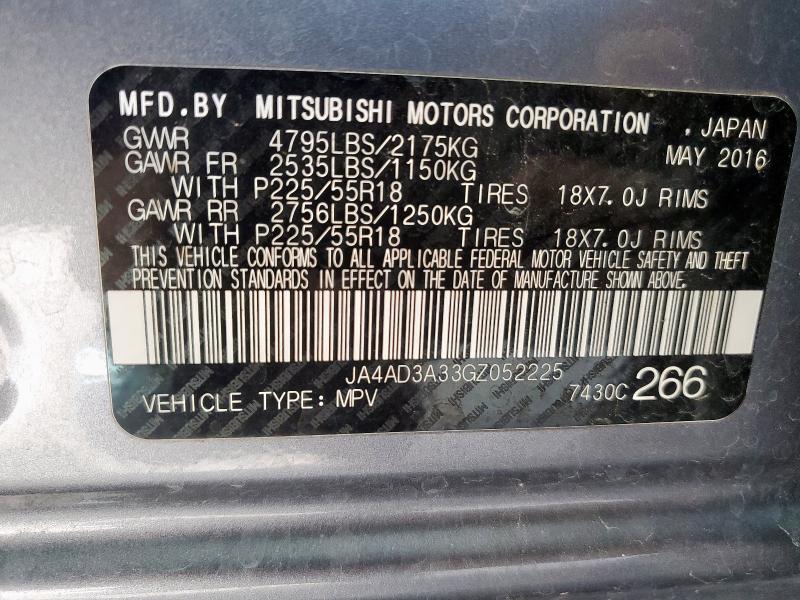 MFD.BY MITSUBISHI MOTORS CORPORATION . JAPAN
GVWR 4795LBS/2175KG MAY 2016
GAWR FR 2535LBS/1150KG
WITH P225/55R18 TIRES 18X7.0J RIMS
GAWR RR 2756LBS/1250KG
WITH P225/55R18 TIRES 18X7.0J RIMS
THIS VEHICLE CONFORMS TO ALL APPLICABLE FEDERAL MOTOR VEHICLE SAFETY AND THEFT
PREVENTION STANDARDS IN EFFECT ON THE DATE OF MANUFACTURE SHOWN ABOVE.
JA4AD3A33GZ052225
VEHICLE TYPE: MPV 7430C 266